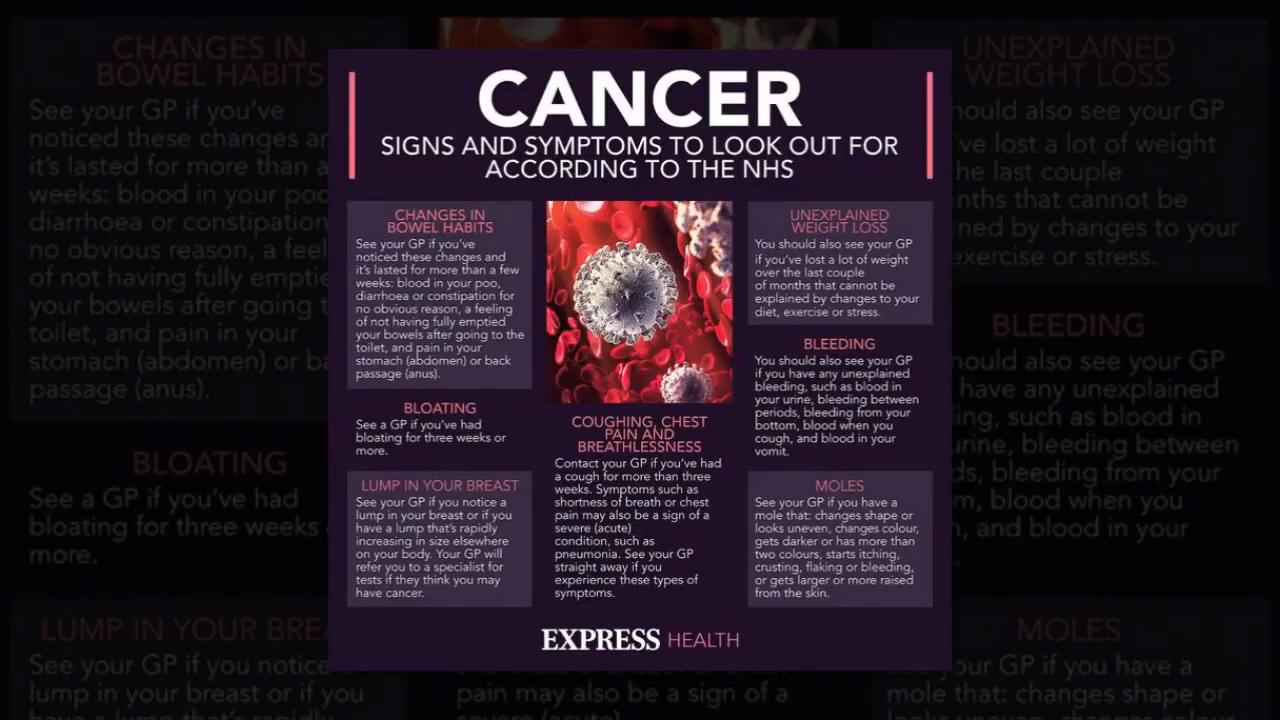 CANCER
SIGNS AND SYMPTOMS TO LOOK OUT FOR
ACCORDING TO THE NHS
CHANGES IN
BOWEL HABITS
See your GP if you've
noticed these changes and
it's lasted for more than a few
weeks: blood in your poo,
diarrhoea or constipation for
no obvious reason, a feeling
of not having fully emptied
your bowels after going to the
toilet, and pain in your
stomach (abdomen) or back
passage (anus).
BLOATING
See a GP if you've had
bloating for three weeks or
more.
LUMP IN YOUR BREAST
See your GP if you notice a
lump in your breast or if you
have a lump that's rapidly
increasing in size elsewhere
on your body. Your GP will
refer you to a specialist for
tests if they think you may
have cancer.
COUGHING, CHEST
PAIN AND
BREATHLESSNESS
Contact your GP if you've had
a cough for more than three
weeks. Symptoms such as
shortness of breath or chest
pain may also be a sign of a
severe (acute)
condition, such as
pneumonia. See your GP
straight away if you
experience these types of
symptoms.
UNEXPLAINED
WEIGHT LOSS
You should also see your GP
if you've lost a lot of weight
over the last couple
of months that cannot be
explained by changes to your
diet, exercise or stress.
BLEEDING
You should also see your GP
if you have any unexplained
bleeding, such as blood in
your urine, bleeding between
periods, bleeding from your
bottom, blood when you
cough, and blood in your
vomit.
MOLES
See your GP if you have a
mole that: changes shape or
looks uneven, changes colour,
gets darker or has more than
two colours, starts itching,
crusting, flaking or bleeding,
or gets larger or more raised
from the skin.
EXPRESS HEALTH